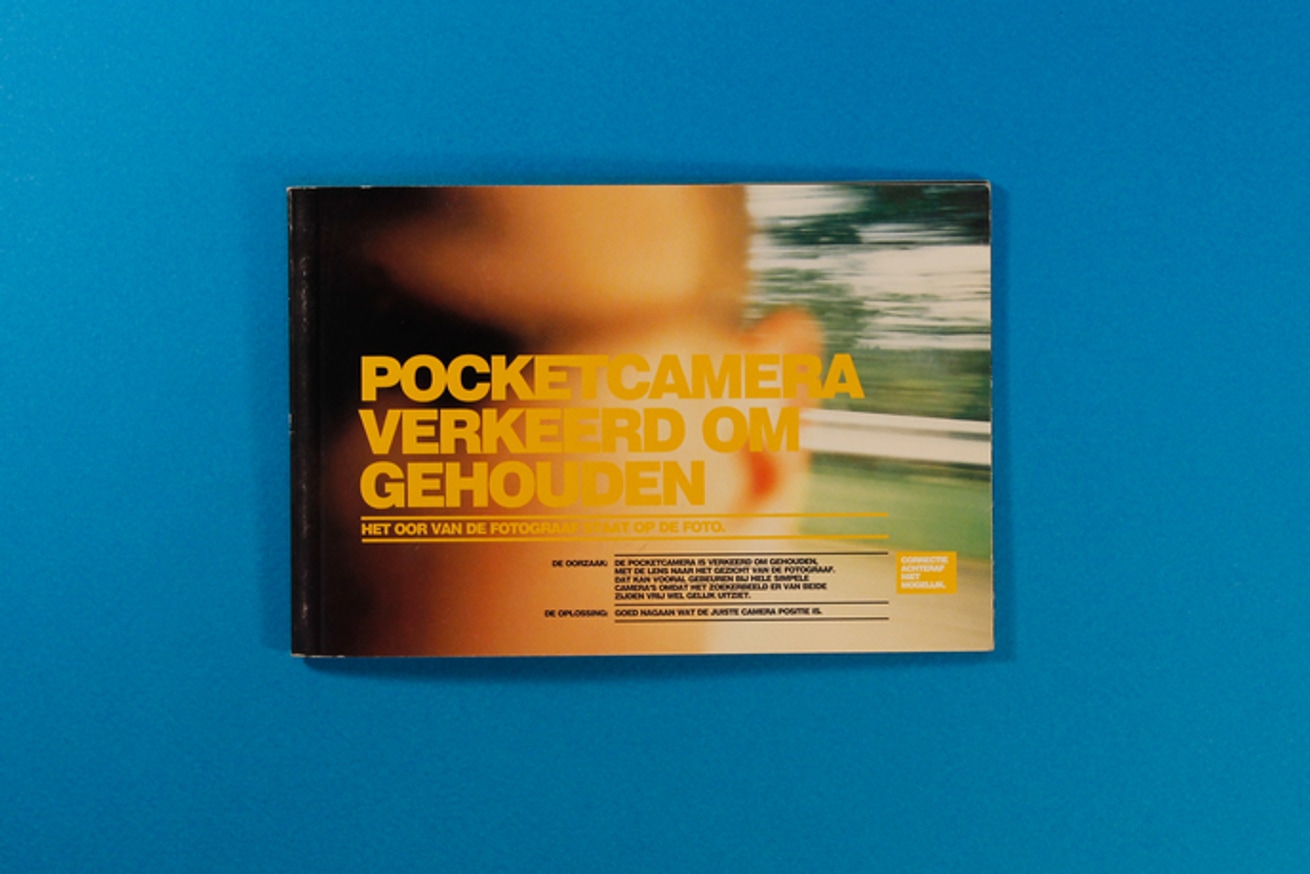 POCKETCAMERA
VERKEERD OM
GEHOUDEN
HET OOR VAN DE FOTOGRAAF STAAT OP DE FOTO.
DE OORZAAK: DE POCKETCAMERA IS VERKEERD OM GEHOUDEN,
MET DE LENS NAAR HET GEZICHT VAN DE FOTOGRAAF.
DAT KAN VOORAL GEBEUREN BIJ HELE SIMPELE
CAMERA'S OMDAT HET ZOEKERBEELD ER VAN BEIDE
ZIJDEN VRIJ WEL GELIJK UITZIET.
DE OPLOSSING: GOED NAGAAN WAT DE JUISTE CAMERA POSITIE IS.
CORRECTIE
ACHTERAF
NIET
MOGELIJK.